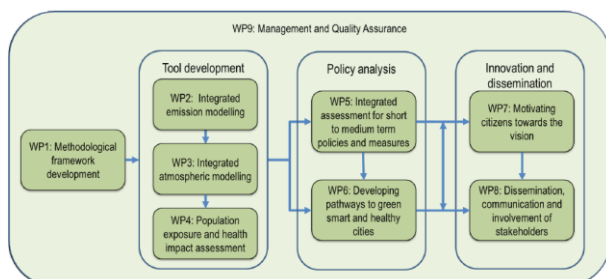 WP9: Management and Quality Assurance
Tool development
WP2: Integrated
emission modelling
WP1: Methodological
framework
development
WP3: Integrated
atmospheric modelling
WP4: Population
exposure and health
impact assessment
Policy analysis
WP5: Integrated
assessment for short
to medium term
policies and measures
WP6: Developing
pathways to green
smart and healthy
cities
Innovation and
dissemination
WP7: Motivating
citizens towards the
vision
WP8: Dissemination,
communication and
involvement of
stakeholders